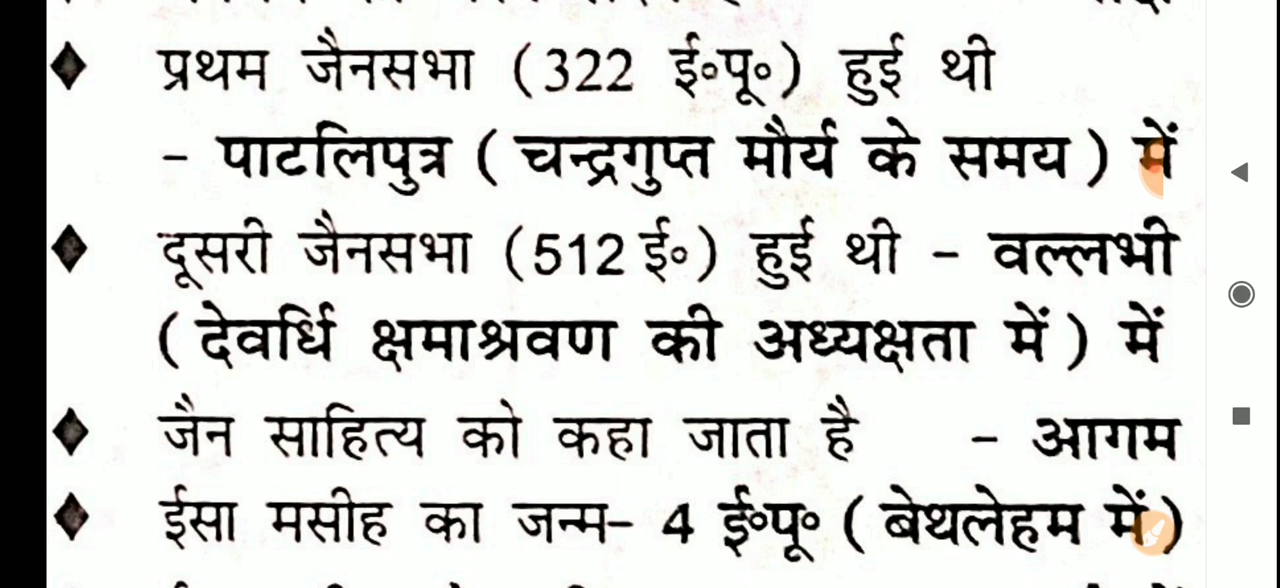 ♦ प्रथम जैनसभा (322 ई॰पू॰) हुई थी
- पाटलिपुत्र ( चन्द्रगुप्त मौर्य के समय ) में
♦ दूसरी जैनसभा (512 ई॰) हुई थी - वल्लभी
( देवर्धि क्षमाश्रवण की अध्यक्षता में ) में
♦ जैन साहित्य को कहा जाता है - आगम
♦ ईसा मसीह का जन्म- 4 ई॰पू॰ ( बेथलेहम में )